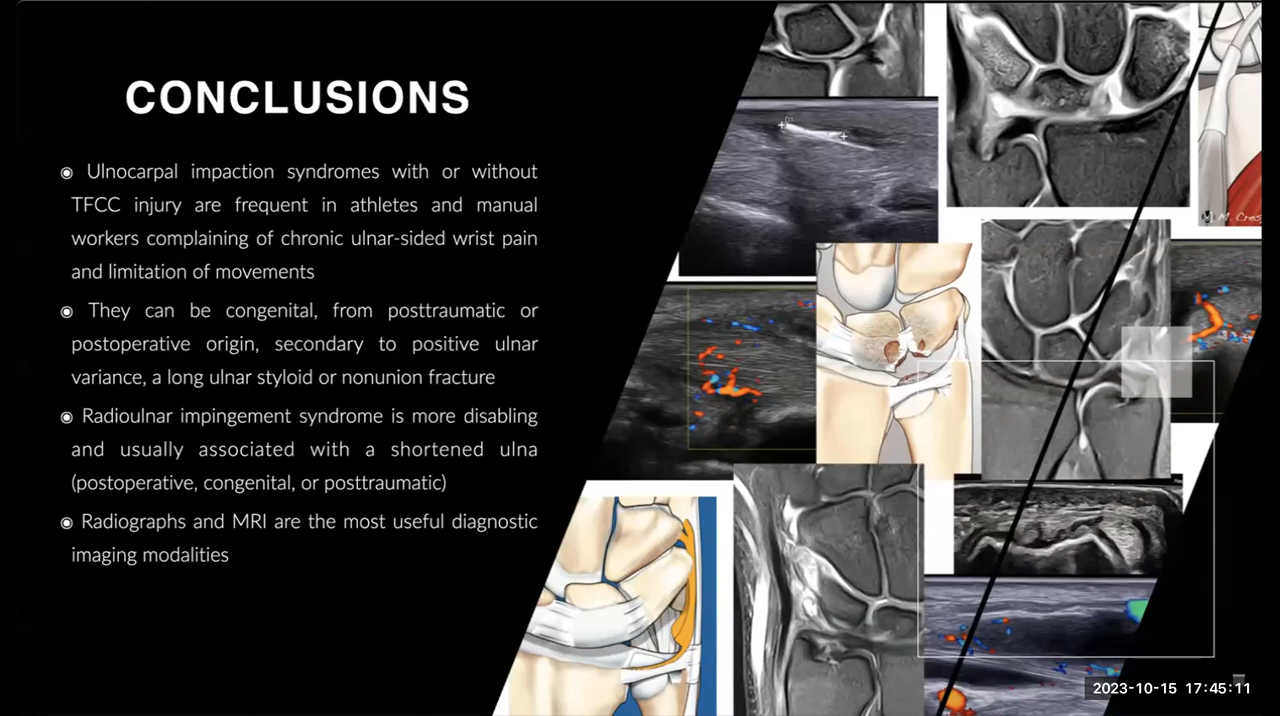 CONCLUSIONS
◉ Ulnocarpal impaction syndromes with or without
TFCC injury are frequent in athletes and manual
workers complaining of chronic ulnar-sided wrist pain
and limitation of movements
◉ They can be congenital, from posttraumatic or
postoperative origin, secondary to positive ulnar
variance, a long ulnar styloid or nonunion fracture
◉ Radioulnar impingement syndrome is more disabling
and usually associated with a shortened ulna
(postoperative, congenital, or posttraumatic)
◉ Radiographs and MRI are the most useful diagnostic
imaging modalities
2023-10-15 17:45:11